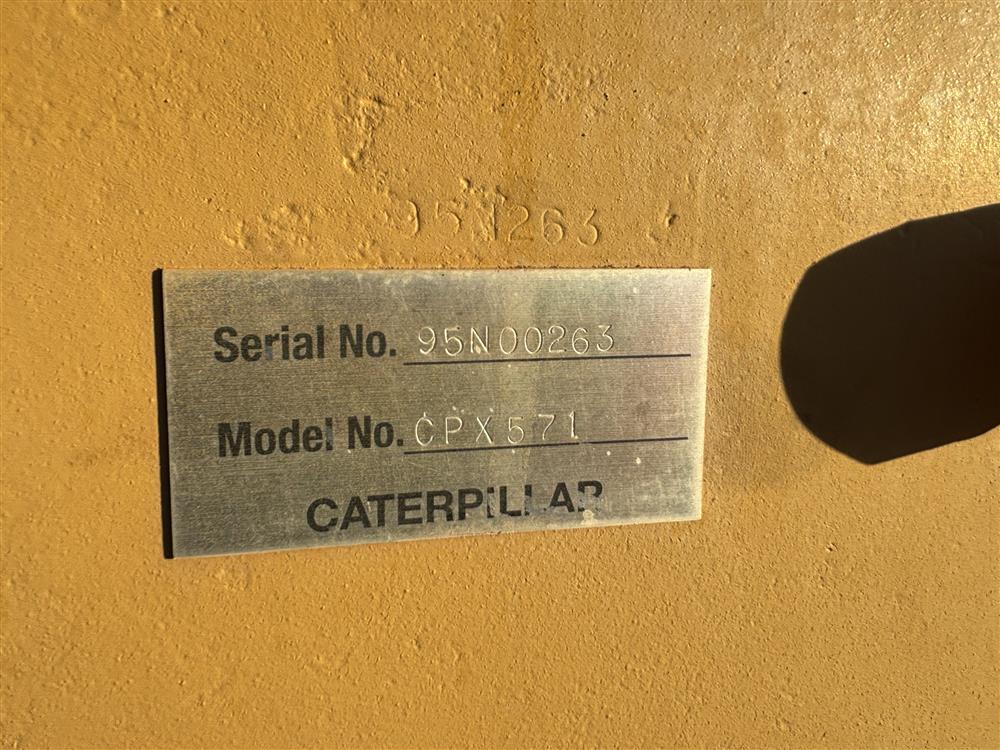 95N263
Serial No. 95N00263
Model No. CPX571
CATERPILLAR